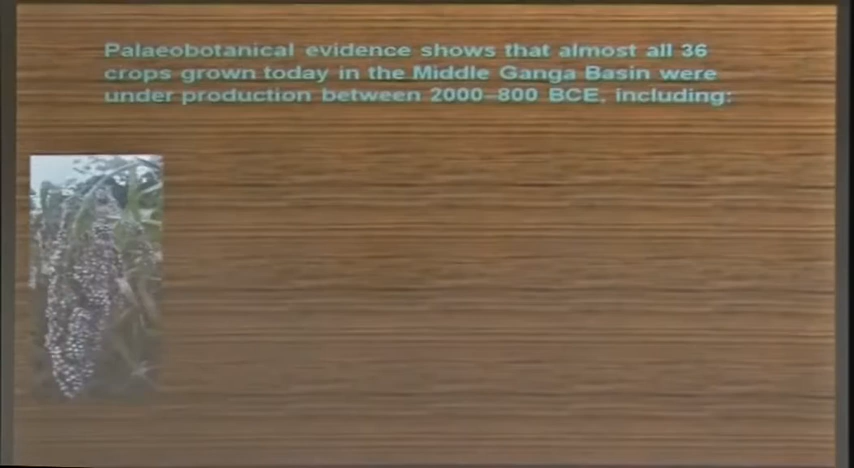 Palaeobotanical evidence shows that almost all 36
crops grown today in the Middle Ganga Basin were
under production between 2000–800 BCE, including: